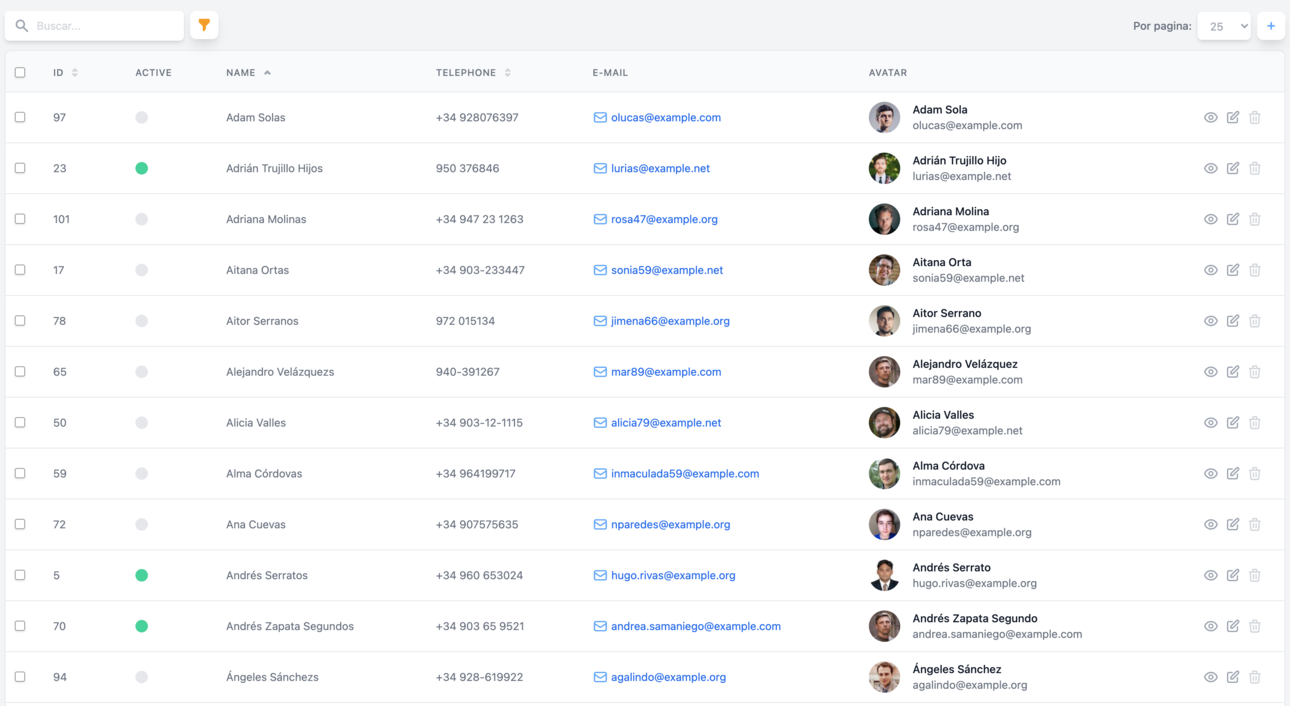 Buscar...
Por pagina: 25 +
ID ACTIVE NAME TELEPHONE E-MAIL AVATAR
97 Adam Solas +34 928076397 olucas@example.com Adam Sola
olucas@example.com
23 Adrián Trujillo Hijos 950 376846 lurias@example.net Adrián Trujillo Hijo
lurias@example.net
101 Adriana Molinas +34 947 23 1263 rosa47@example.org Adriana Molina
rosa47@example.org
17 Aitana Ortas +34 903-233447 sonia59@example.net Aitana Orta
sonia59@example.net
78 Aitor Serranos 972 015134 jimena66@example.org Aitor Serrano
jimena66@example.org
65 Alejandro Velázquezs 940-391267 mar89@example.com Alejandro Velázquez
mar89@example.com
50 Alicia Valles +34 903-12-1115 alicia79@example.net Alicia Valles
alicia79@example.net
59 Alma Córdovas +34 964199717 inmaculada59@example.com Alma Córdova
inmaculada59@example.com
72 Ana Cuevas +34 907575635 nparedes@example.org Ana Cuevas
nparedes@example.org
5 Andrés Serratos +34 960 653024 hugo.rivas@example.org Andrés Serrato
hugo.rivas@example.org
70 Andrés Zapata Segundos +34 903 65 9521 andrea.samaniego@example.com Andrés Zapata Segundo
andrea.samaniego@example.com
94 Ángeles Sánchezs +34 928-619922 agalindo@example.org Ángeles Sánchez
agalindo@example.org